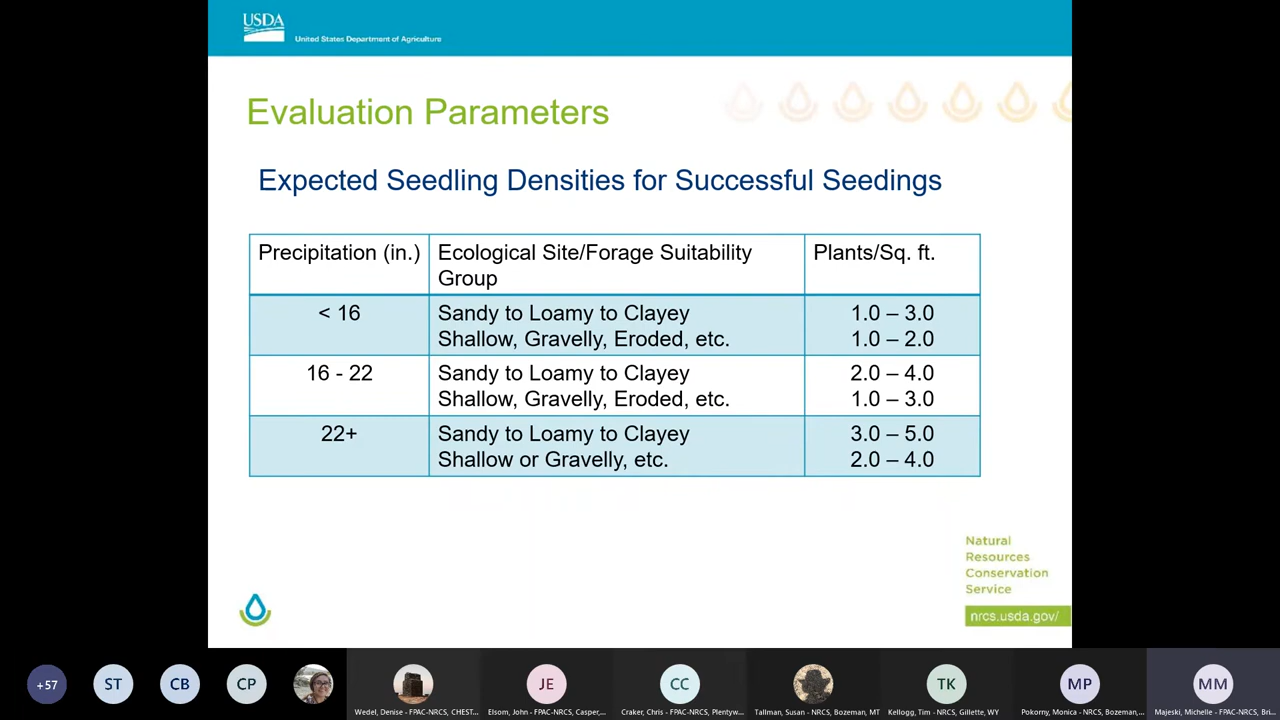 USDA
United States Department of Agriculture
Evaluation Parameters
Expected Seedling Densities for Successful Seedings
Precipitation (in.) Ecological Site/Forage Suitability Group Plants/Sq. ft.
< 16 Sandy to Loamy to Clayey 1.0 – 3.0
Shallow, Gravelly, Eroded, etc. 1.0 – 2.0
16 - 22 Sandy to Loamy to Clayey 2.0 – 4.0
Shallow, Gravelly, Eroded, etc. 1.0 – 3.0
22+ Sandy to Loamy to Clayey 3.0 – 5.0
Shallow or Gravelly, etc. 2.0 – 4.0
Natural
Resources
Conservation
Service
nrcs.usda.gov/
+57 ST CB CP JE CC TK MP MM
Wedel, Denise - FPAC-NRCS, CHEST... Elsom, John - FPAC-NRCS, Casper,... Craker, Chris - FPAC-NRCS, Plentyw... Tallman, Susan - NRCS, Bozeman, MT Kellogg, Tim - NRCS, Gillette, WY Pokorny, Monica - NRCS, Bozeman,... Majeski, Michelle - FPAC-NRCS, Bri...